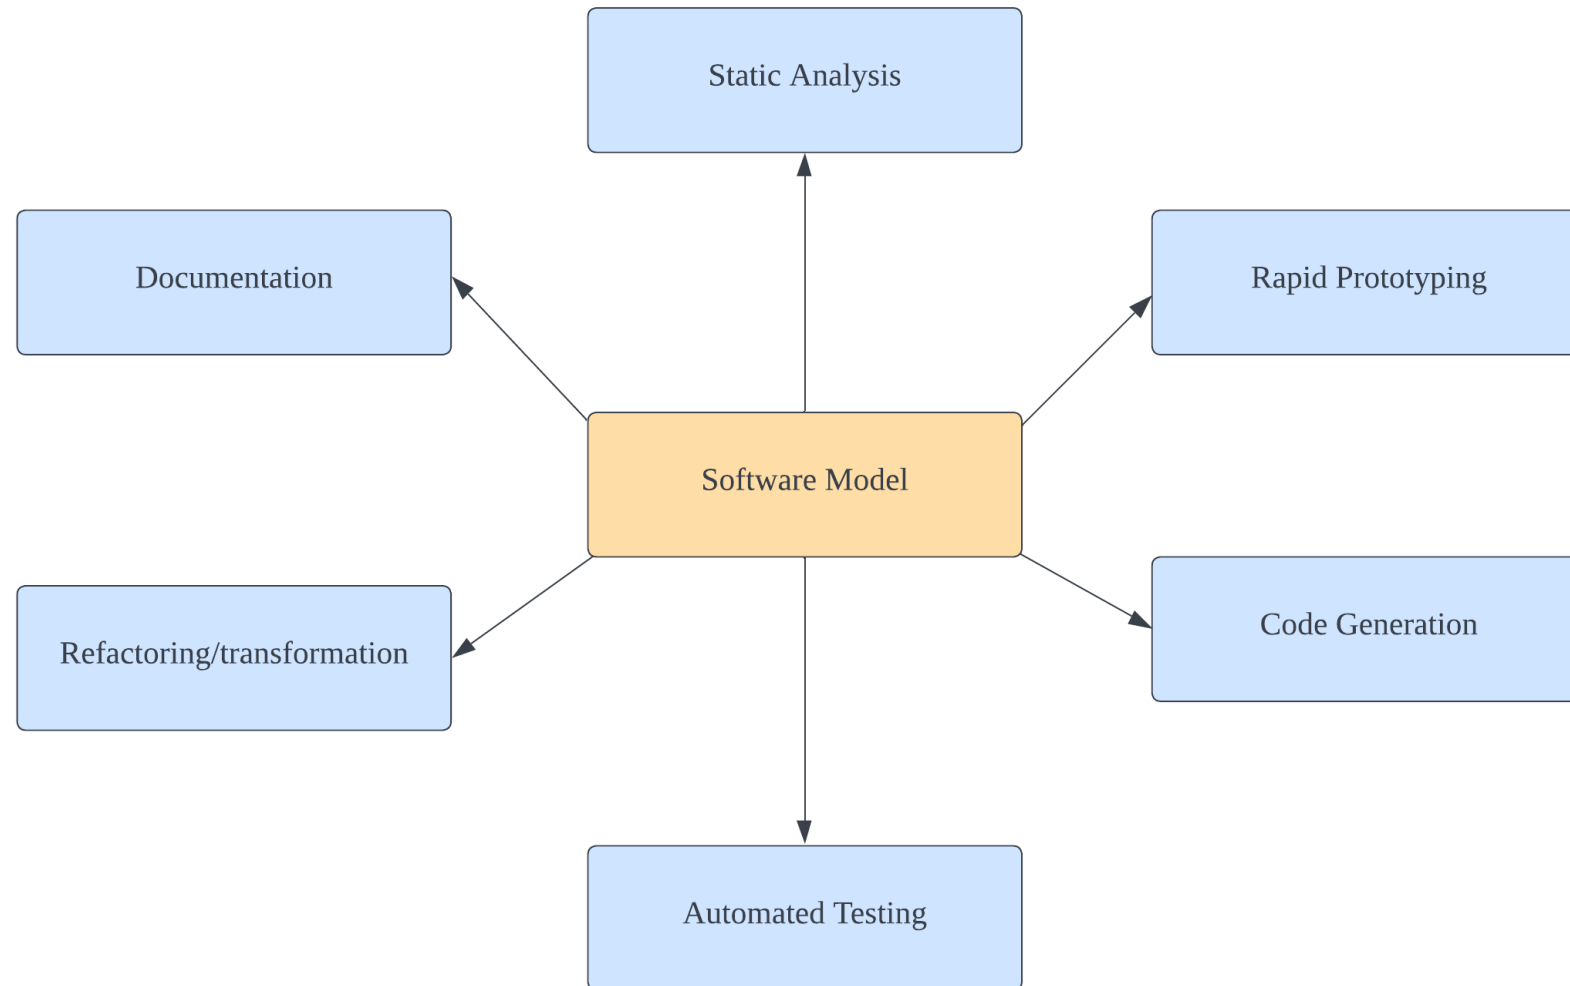 Static Analysis
Documentation
Rapid Prototyping
Software Model
Code Generation
Refactoring/transformation
Automated Testing